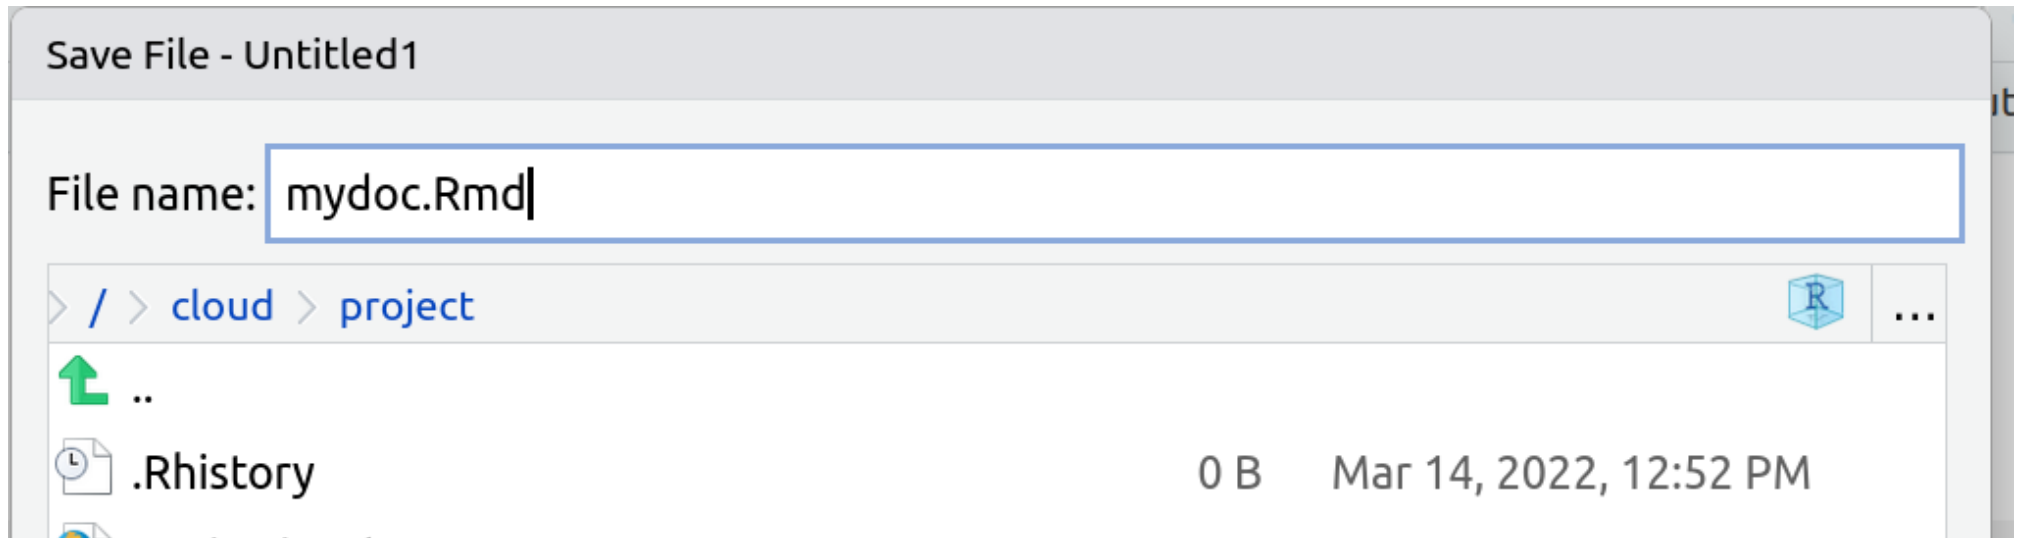 Save File - Untitled1
File name: mydoc.Rmd
/ cloud project R ...
..
.Rhistory 0 B Mar 14, 2022, 12:52 PM